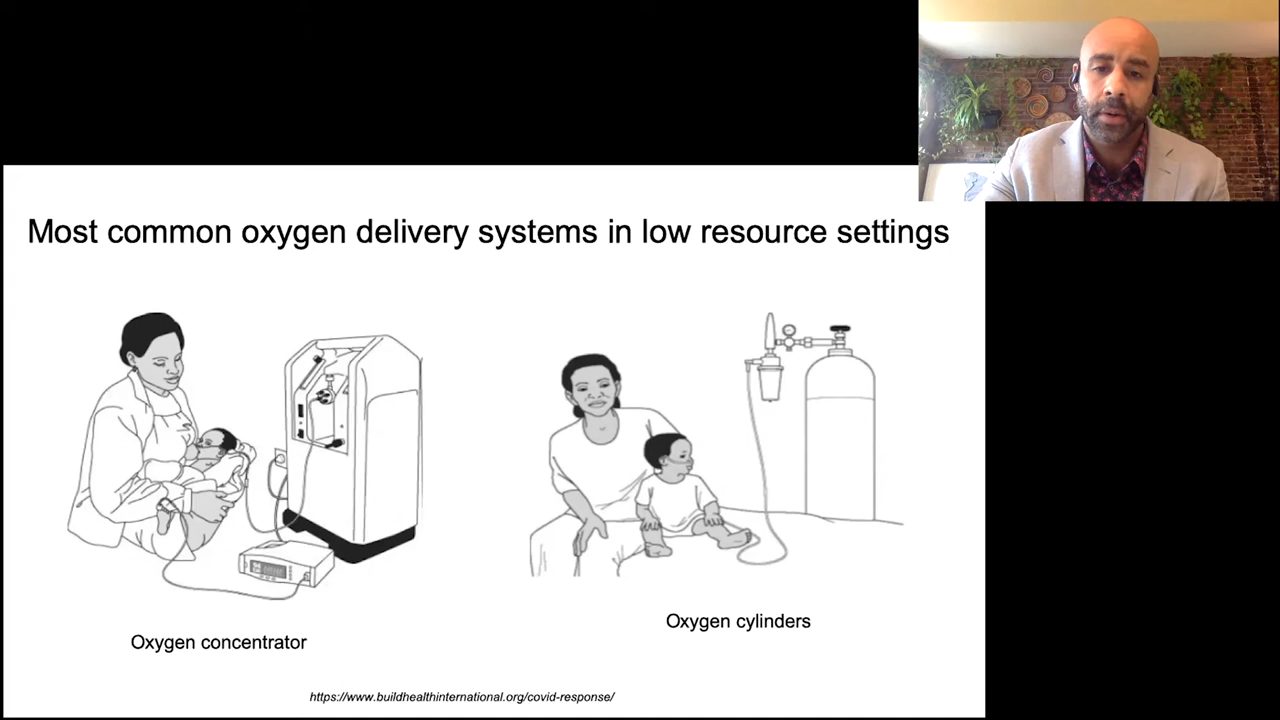 Most common oxygen delivery systems in low resource settings
Oxygen concentrator
Oxygen cylinders
https://www.buildhealthinternational.org/covid-response/